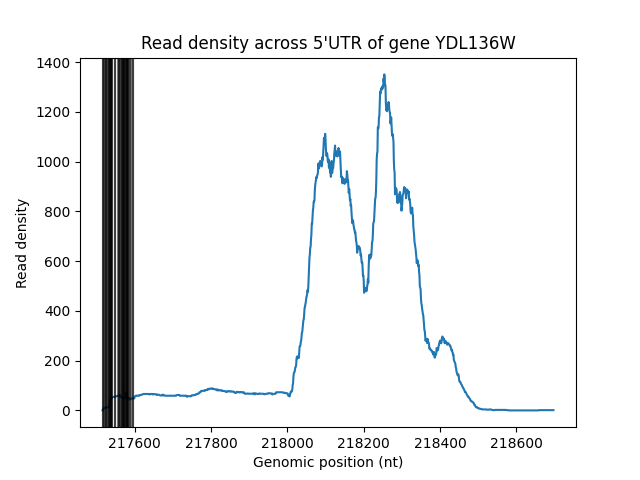 Read density across 5'UTR of gene YDL136W
1400
1200
1000
800
600
400
200
0
Read density
217600 217800 218000 218200 218400 218600
Genomic position (nt)